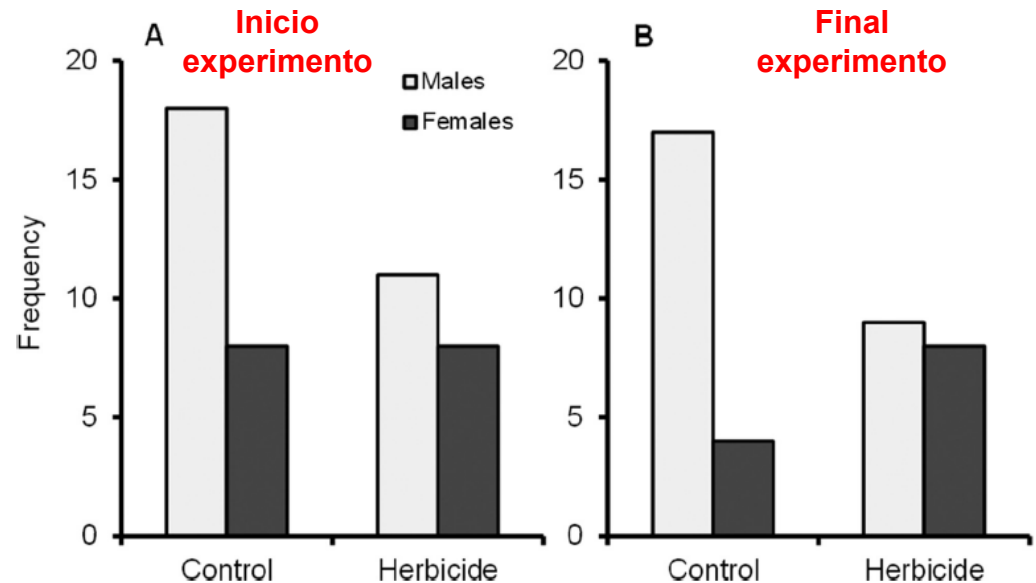 A
Inicio
experimento
Males
Females
20
15
10
5
0
Frequency
Control
Herbicide
B
Final
experimento
20
15
10
5
0
Control
Herbicide